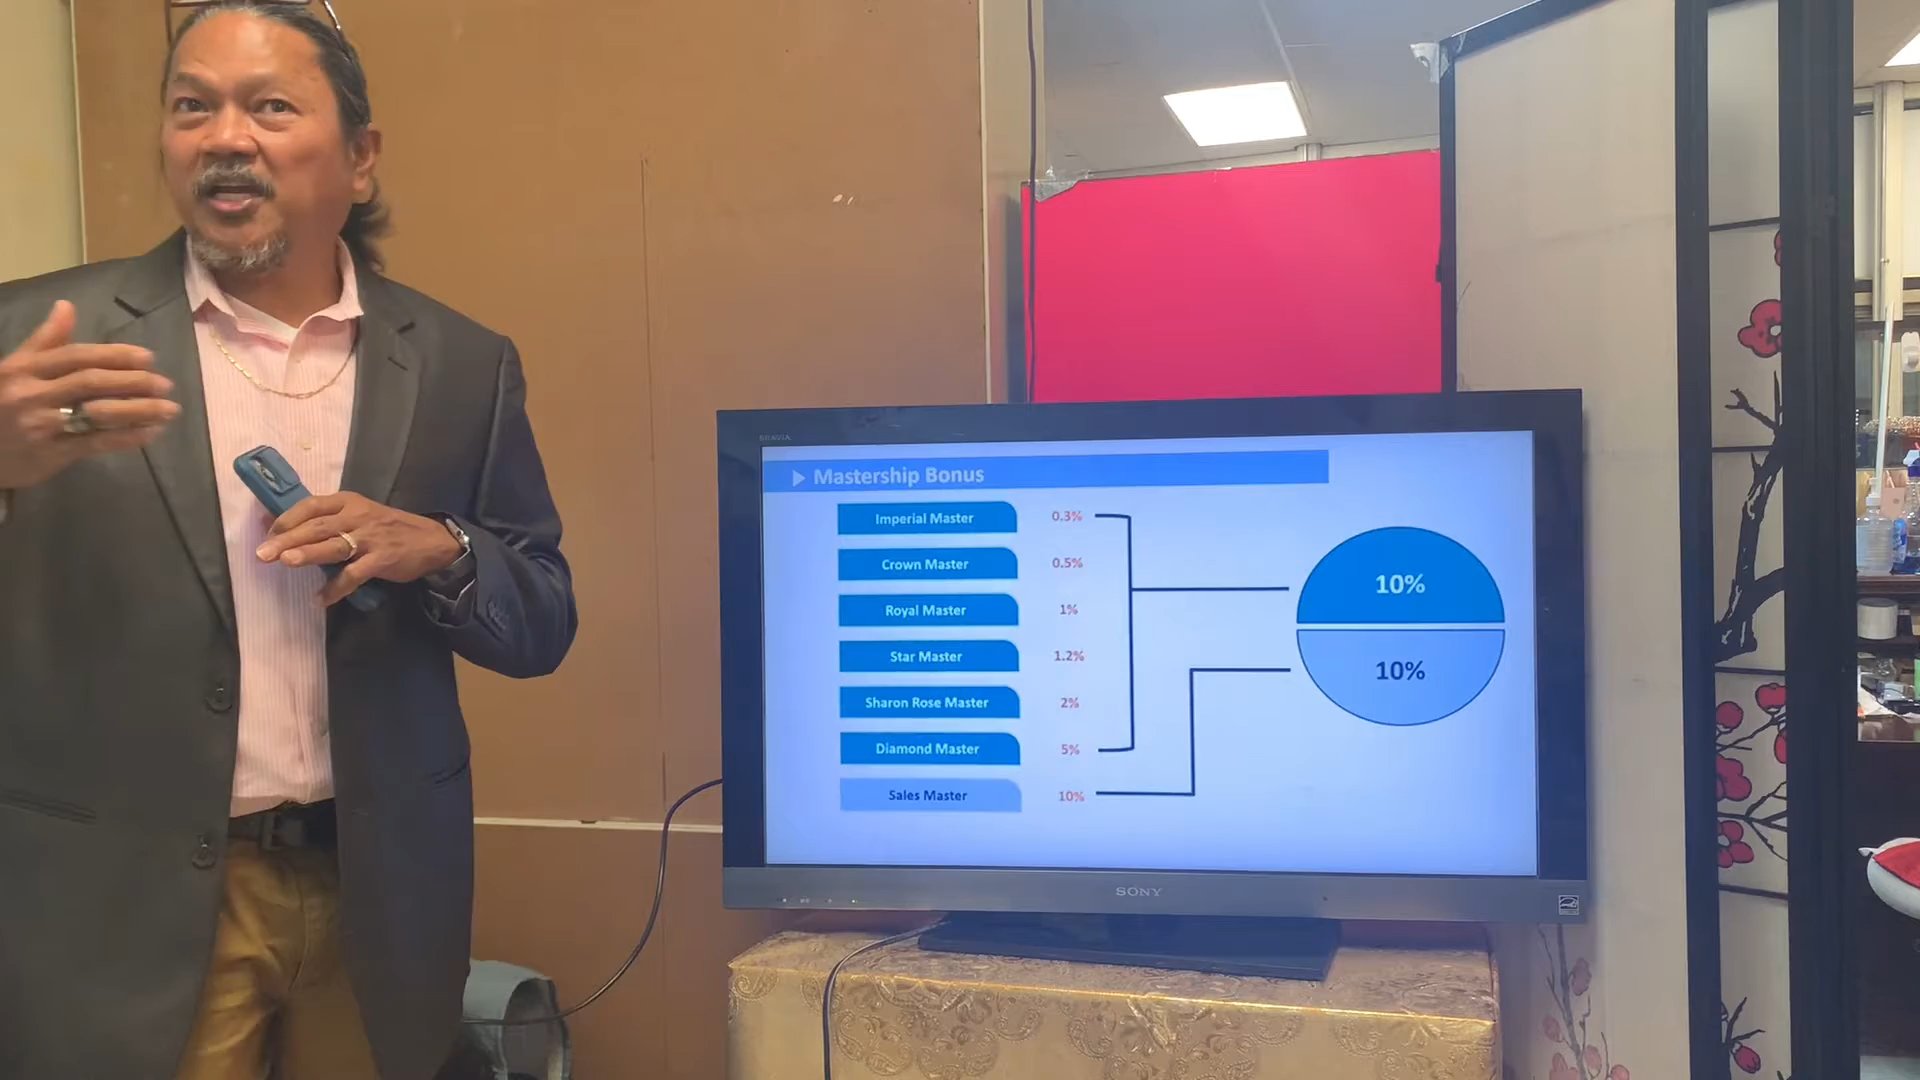 BRAVIA
Mastership Bonus
Imperial Master 0.3%
Crown Master 0.5%
Royal Master 1%
Star Master 1.2%
Sharon Rose Master 2%
Diamond Master 5%
Sales Master 10%
10%
10%
SONY